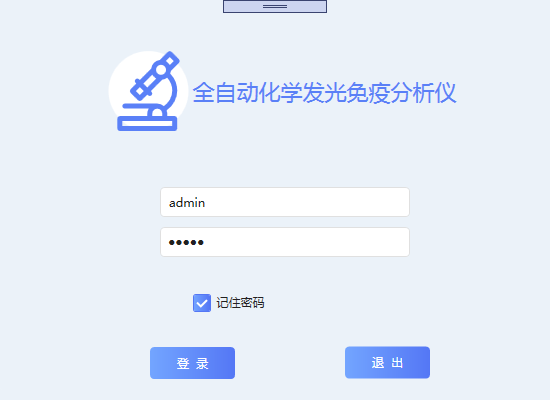 全自动化学发光免疫分析仪
admin
•••••
记住密码
登 录
退 出